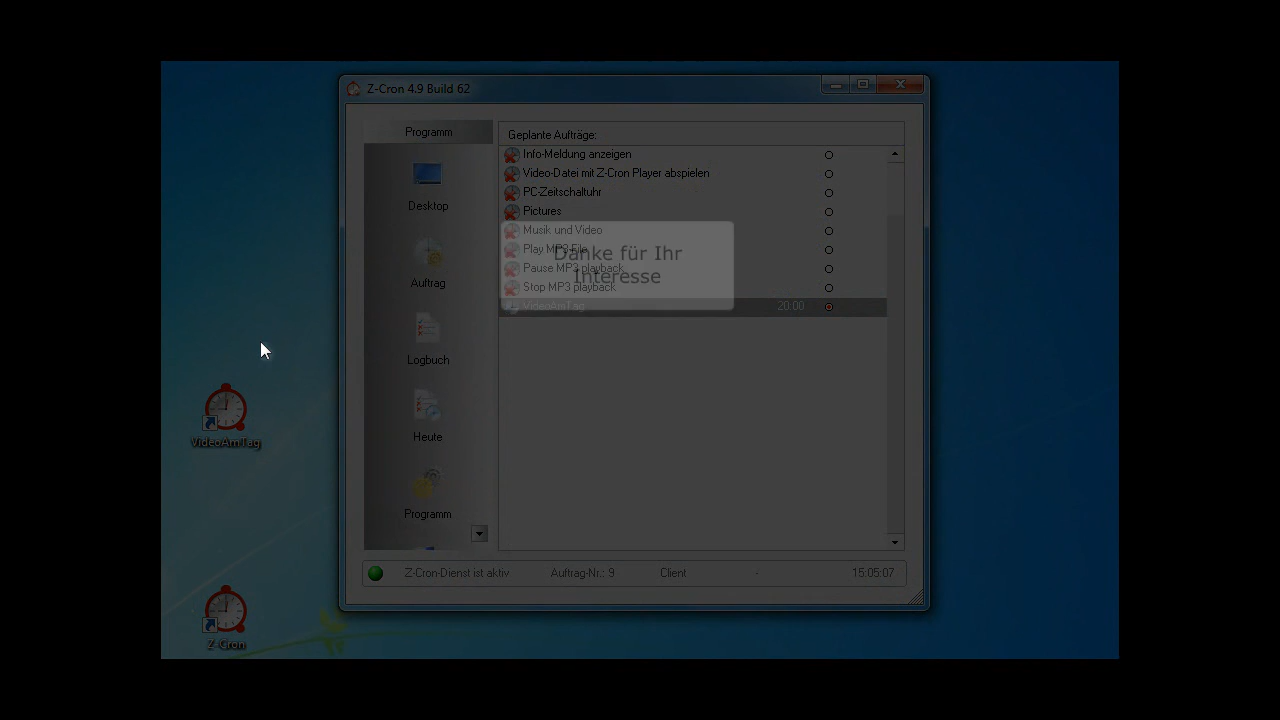 Z-Cron 4.9 Build 62
Programm
Geplante Aufträge:
Info-Meldung anzeigen
Video-Datei mit Z-Cron Player abspielen
PC-Zeitschaltuhr
Pictures
Musik und Video
Play MP3 File
Pause MP3 playback
Stop MP3 playback
VideoAmTag 20:00
Danke für Ihr
Interesse
Desktop
Auftrag
Logbuch
Heute
Programm
Z-Cron-Dienst ist aktiv Auftrag-Nr.: 9 Client - 15:05:07
VideoAmTag
Z-Cron